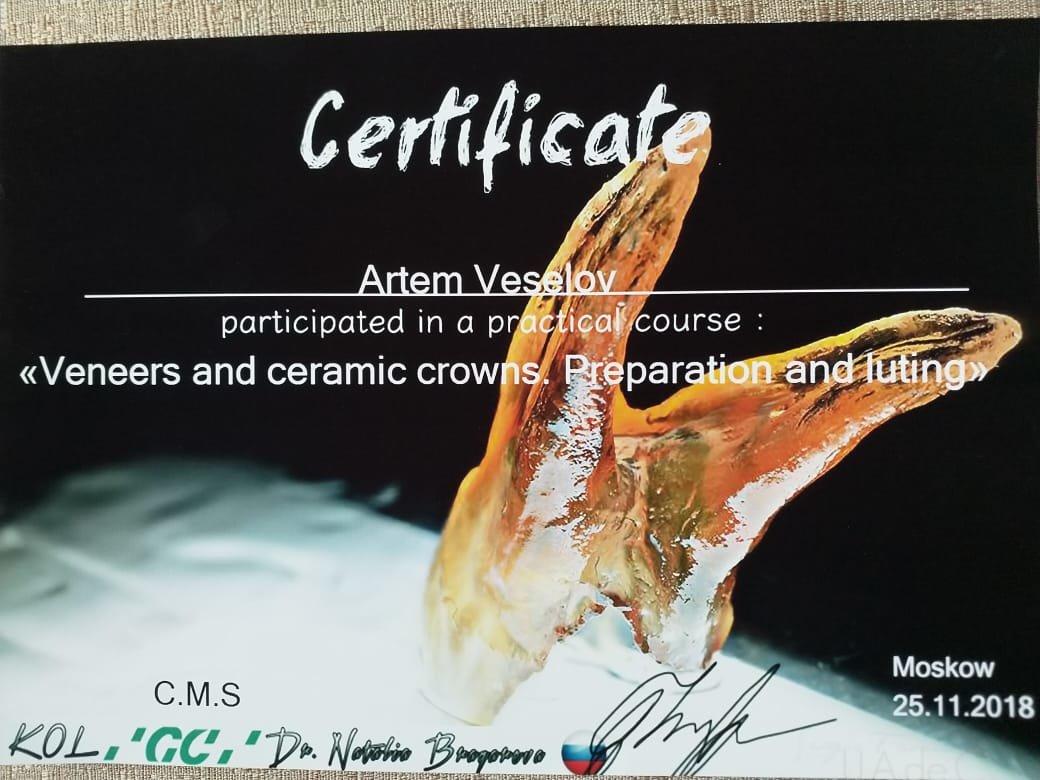 Certificate
Artem Veselov
participated in a practical course :
«Veneers and ceramic crowns. Preparation and luting»
Moskow
25.11.2018
C.M.S
KOL 'GC,' Dr. Natalia